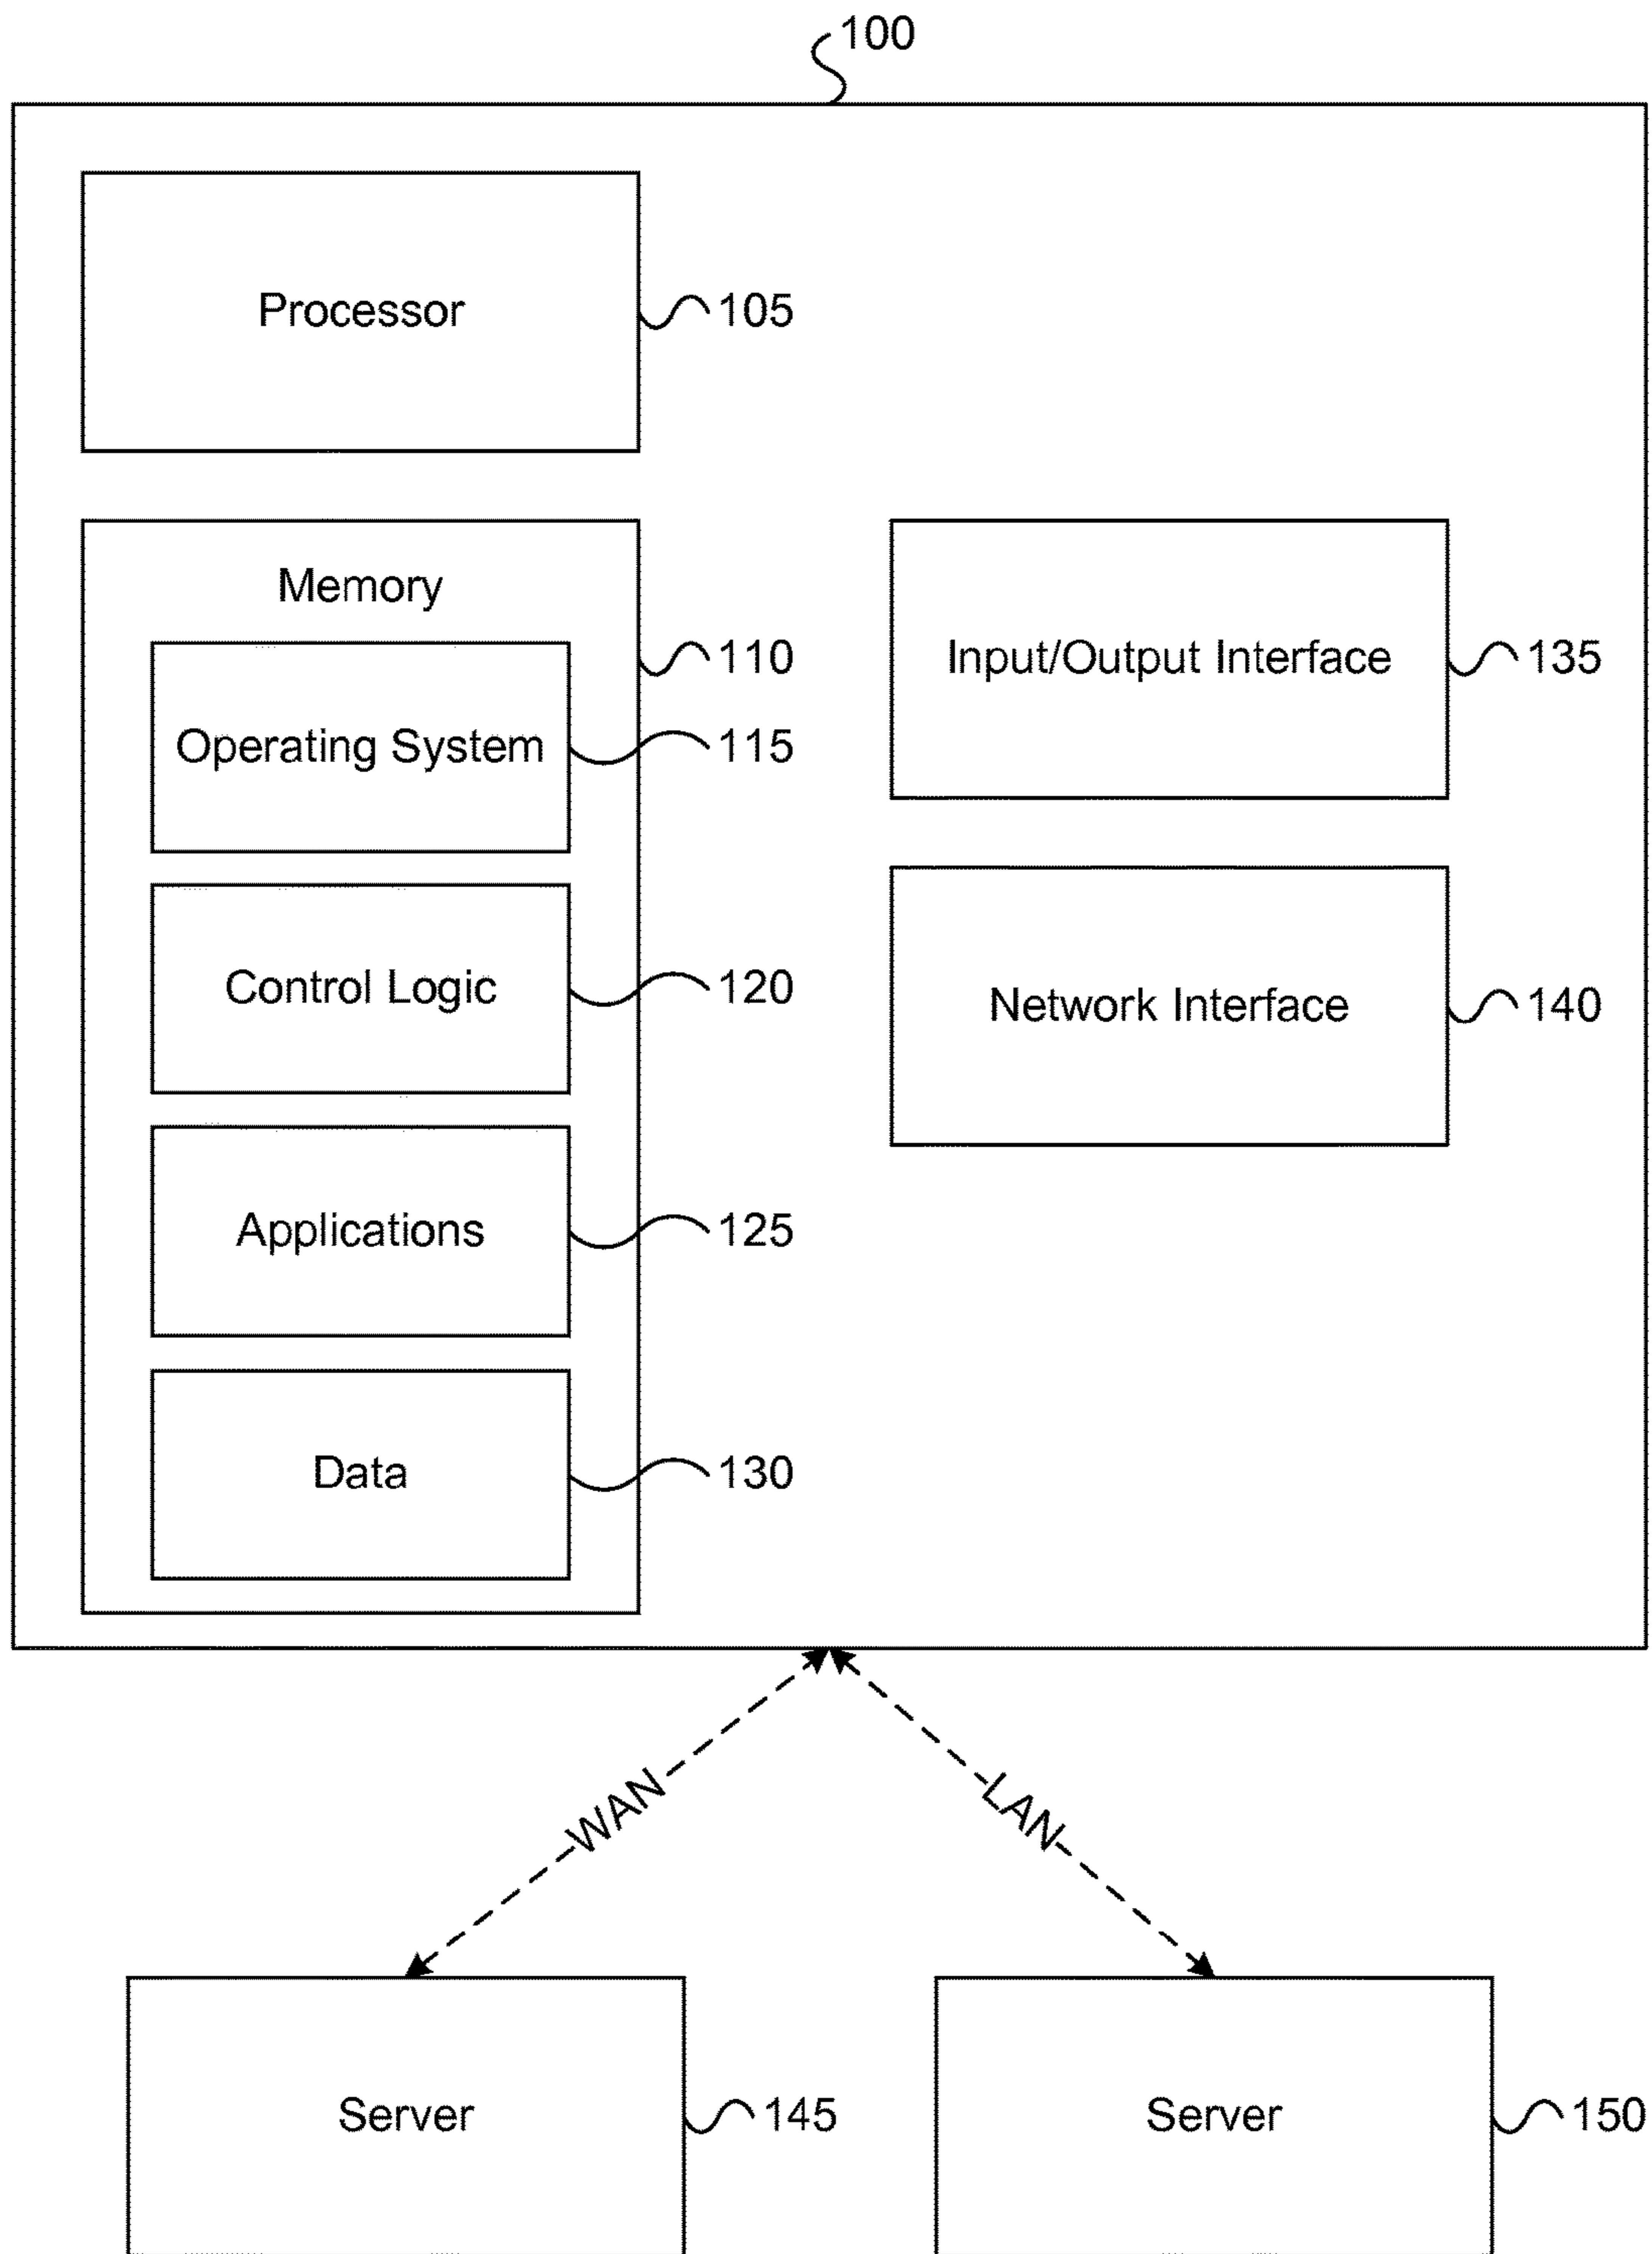 100
Processor
105
Memory
110
Operating System
115
Control Logic
120
Applications
125
Data
130
Input/Output Interface
135
Network Interface
140
WAN
LAN
Server
145
Server
150